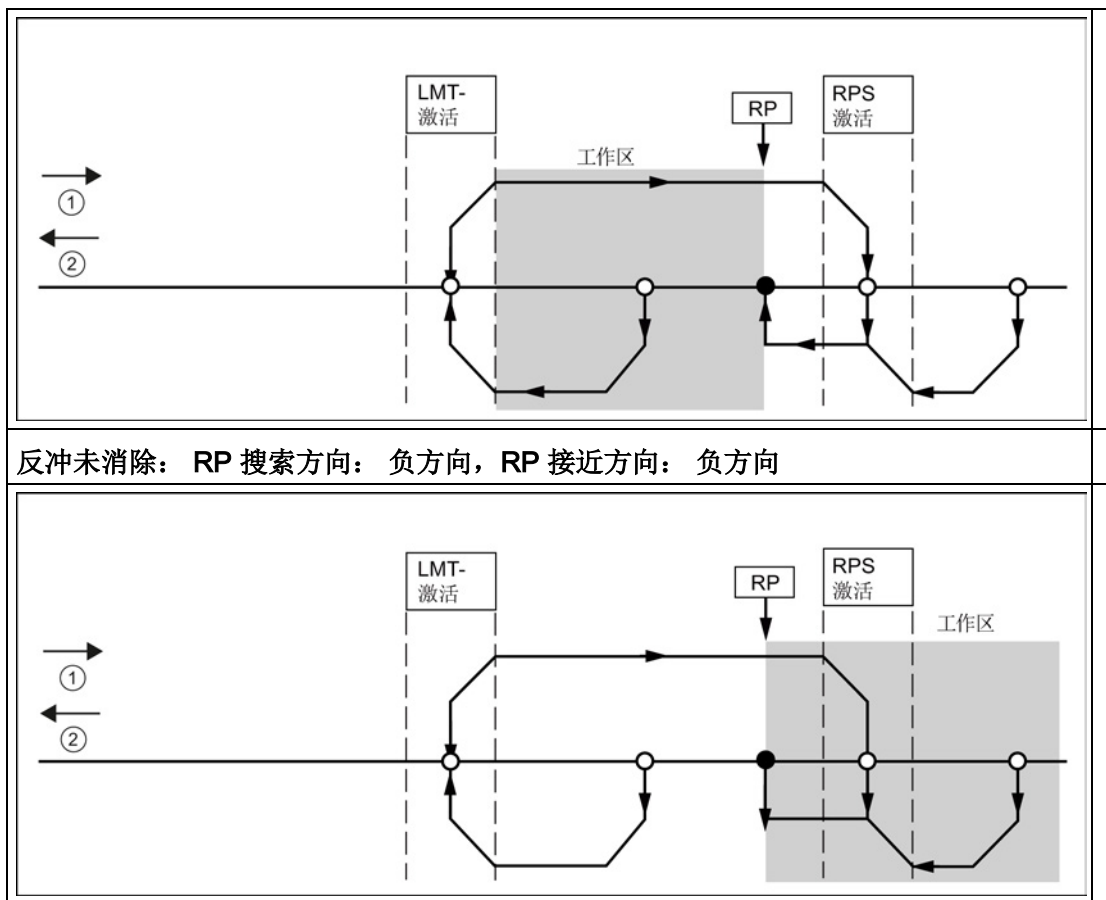 LMT-
激活
RP
RPS
激活
工作区
①
②
反冲未消除： RP 搜索方向： 负方向，RP 接近方向： 负方向
LMT-
激活
RP
RPS
激活
工作区
①
②